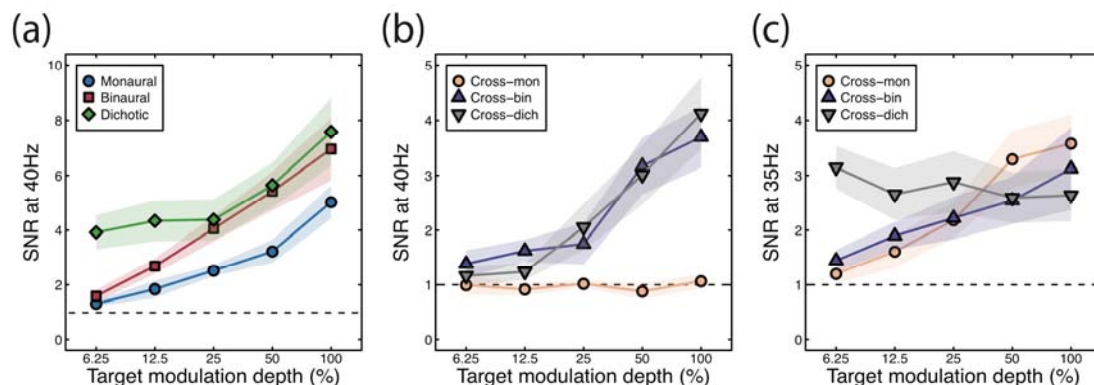 (a)
Monaural
Binaural
Dichotic
SNR at 40Hz
10
8
6
4
2
0
6.25 12.5 25 50 100
Target modulation depth (%)
(b)
Cross−mon
Cross−bin
Cross−dich
SNR at 40Hz
5
4
3
2
1
0
6.25 12.5 25 50 100
Target modulation depth (%)
(c)
Cross−mon
Cross−bin
Cross−dich
SNR at 35Hz
5
4
3
2
1
0
6.25 12.5 25 50 100
Target modulation depth (%)